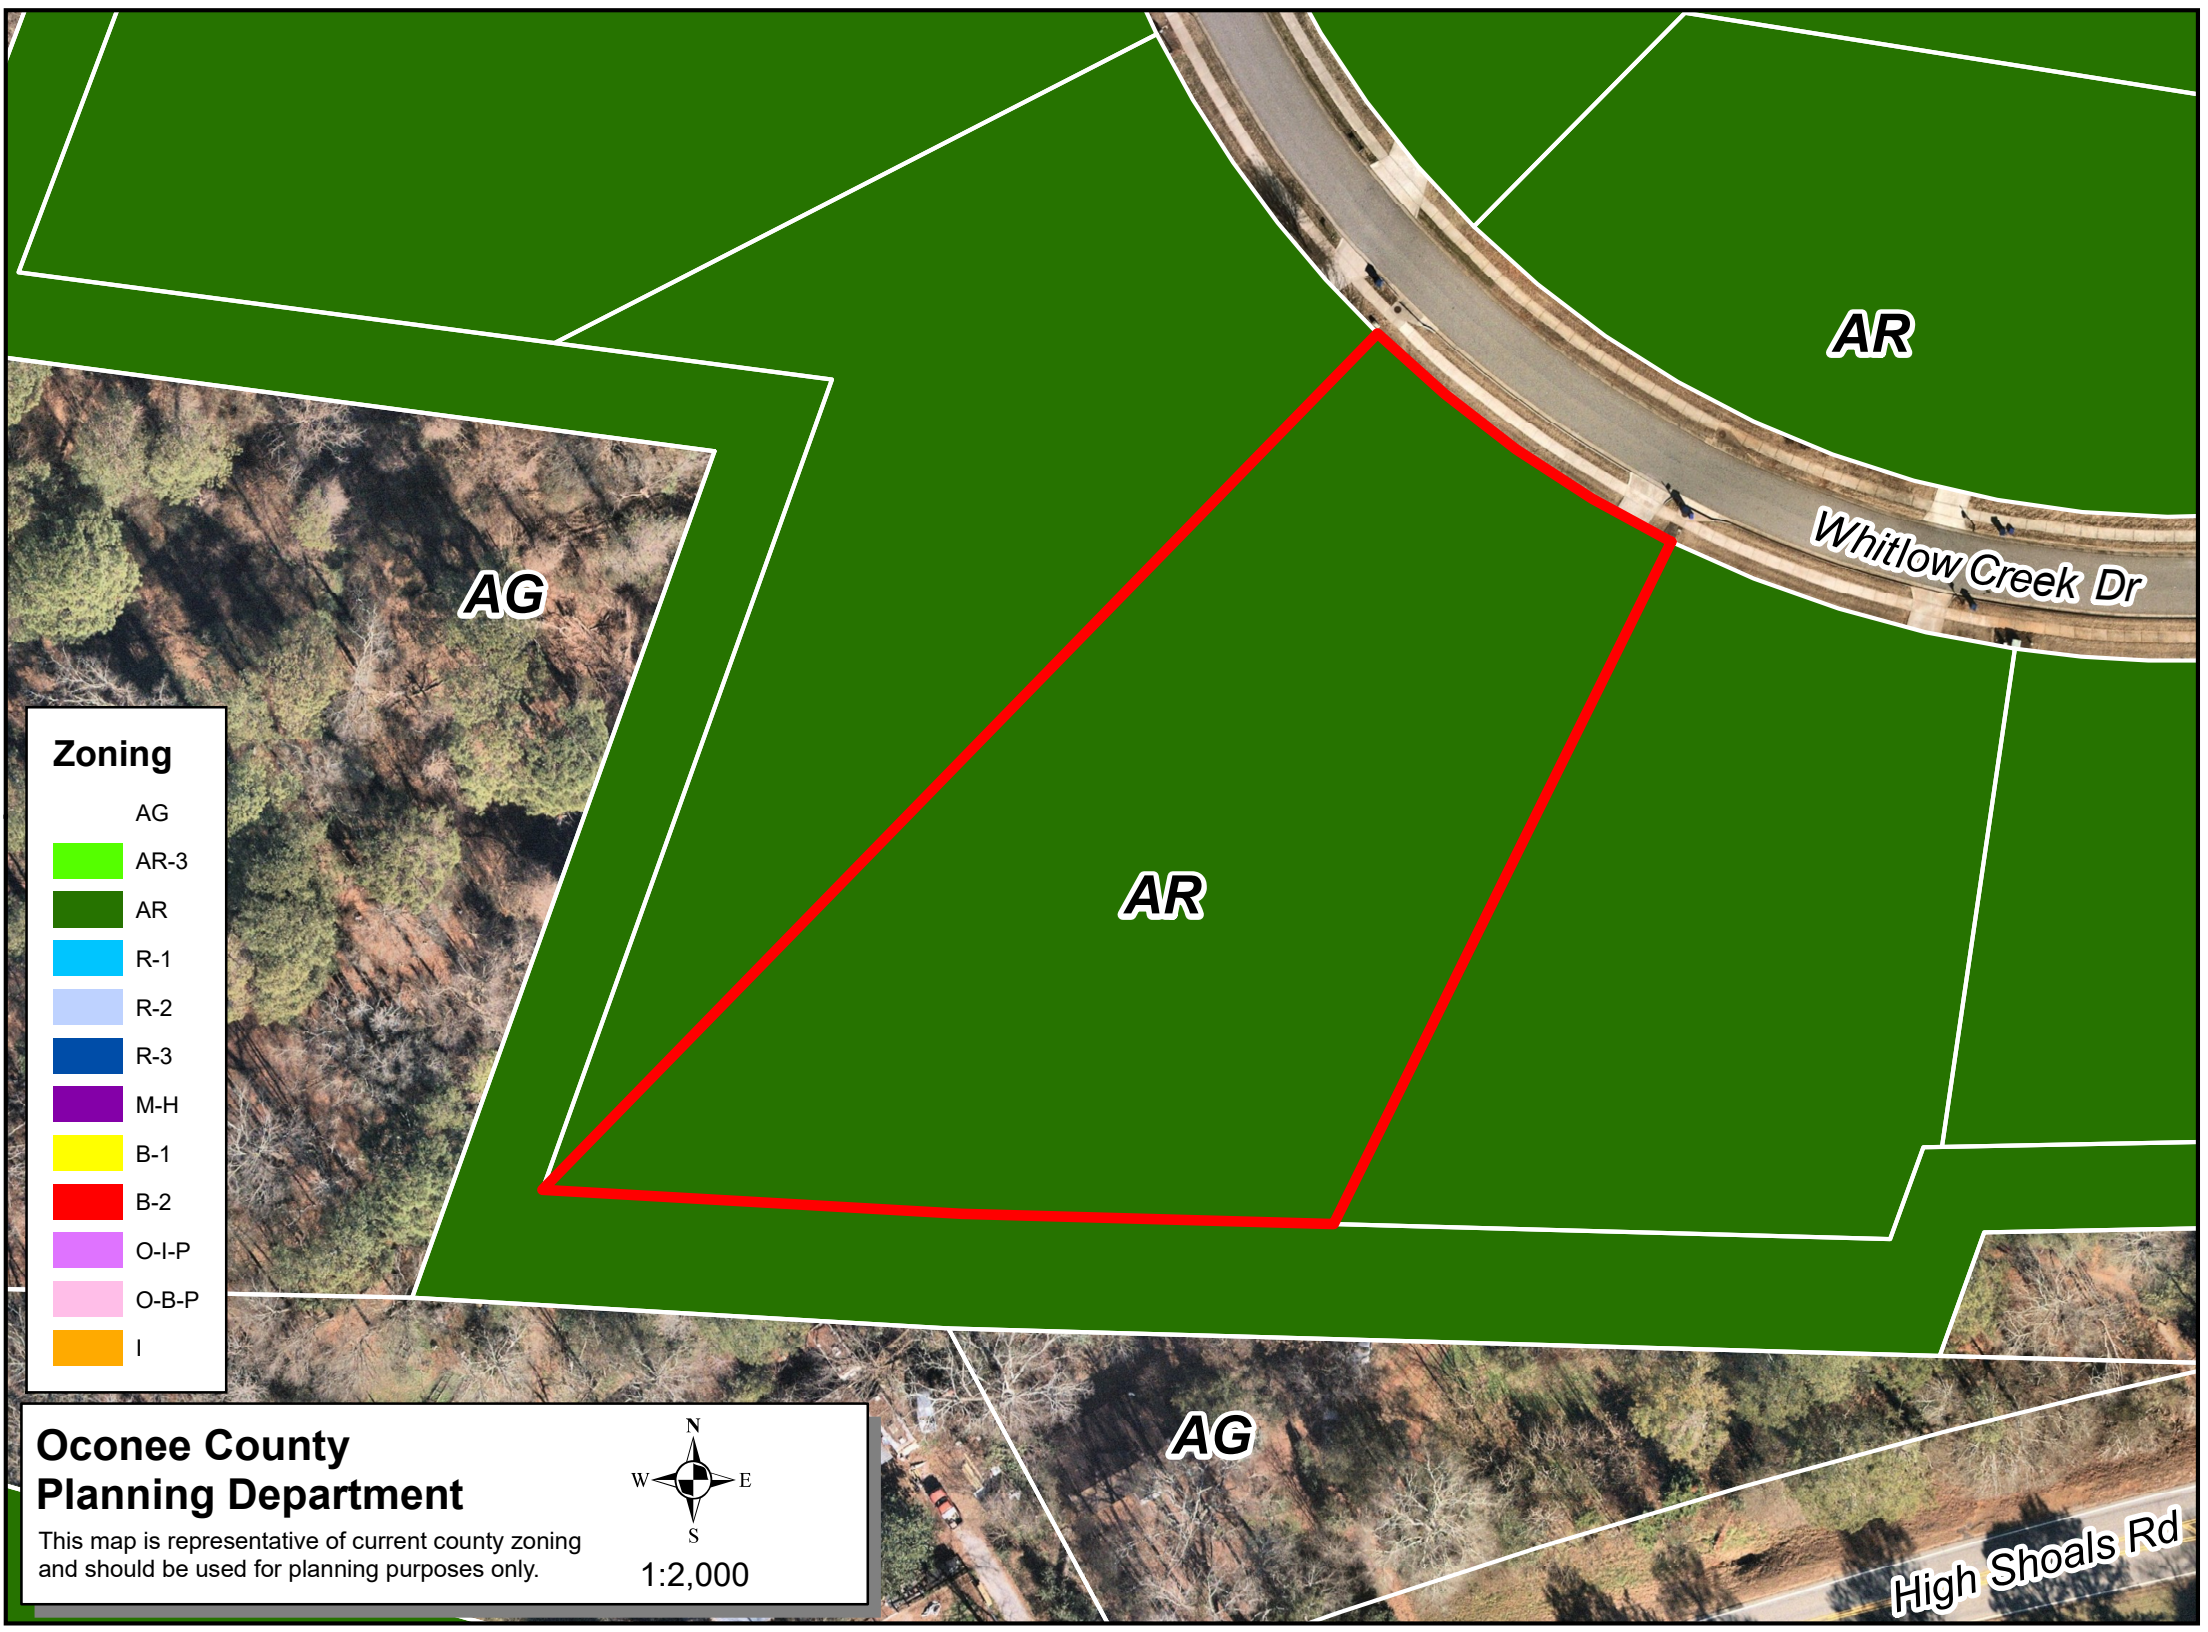 AR
Whitlow Creek Dr
AG
AR
Zoning
AG
AR-3
AR
R-1
R-2
R-3
M-H
B-1
B-2
O-I-P
O-B-P
I
AG
High Shoals Rd
Oconee County
Planning Department
This map is representative of current county zoning
and should be used for planning purposes only.
N
W E
S
1:2,000